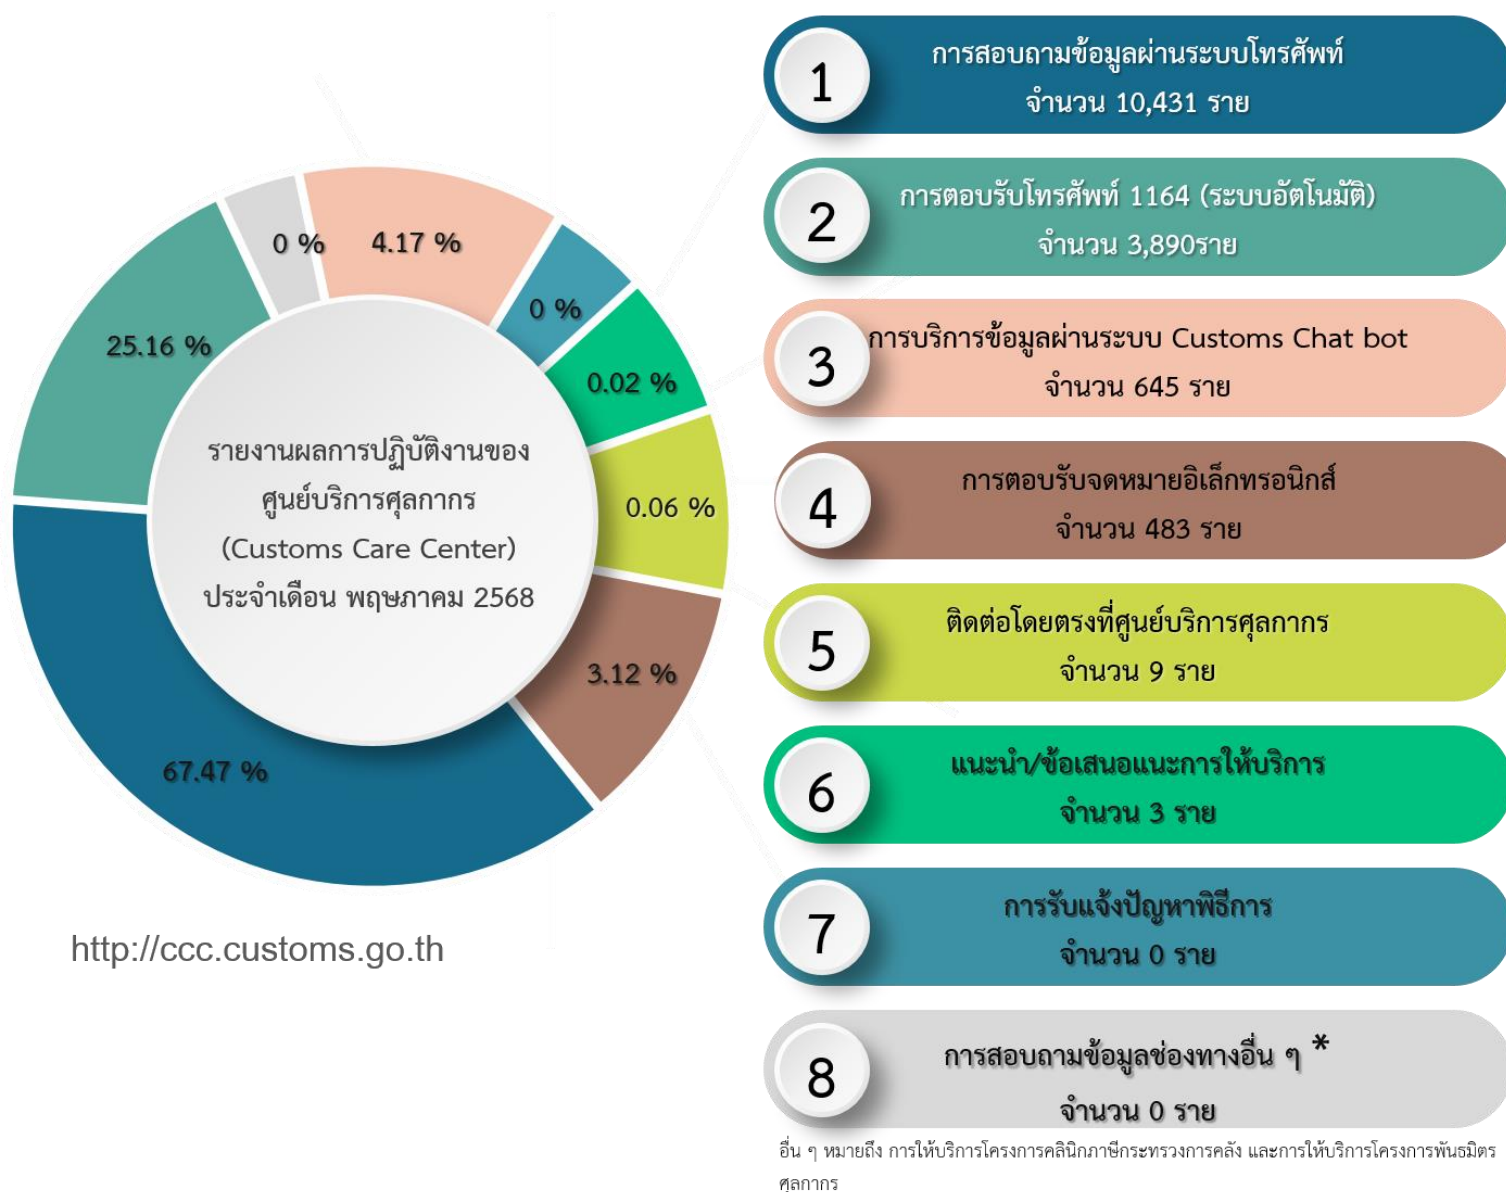 0 %
4.17 %
0 %
25.16 %
0.02 %
0.06 %
3.12 %
67.47 %
รายงานผลการปฏิบัติงานของ
ศูนย์บริการศุลกากร
(Customs Care Center)
ประจำเดือน พฤษภาคม 2568
http://ccc.customs.go.th
1
การสอบถามข้อมูลผ่านระบบโทรศัพท์
จำนวน 10,431 ราย
2
การตอบรับโทรศัพท์ 1164 (ระบบอัตโนมัติ)
จำนวน 3,890ราย
3
การบริการข้อมูลผ่านระบบ Customs Chat bot
จำนวน 645 ราย
4
การตอบรับจดหมายอิเล็กทรอนิกส์
จำนวน 483 ราย
5
ติดต่อโดยตรงที่ศูนย์บริการศุลกากร
จำนวน 9 ราย
6
แนะนำ/ข้อเสนอแนะการให้บริการ
จำนวน 3 ราย
7
การรับแจ้งปัญหาพิธีการ
จำนวน 0 ราย
8
การสอบถามข้อมูลช่องทางอื่น ๆ *
จำนวน 0 ราย
อื่น ๆ หมายถึง การให้บริการโครงการคลินิกภาษีกระทรวงการคลัง และการให้บริการโครงการพันธมิตร
ศุลกากร